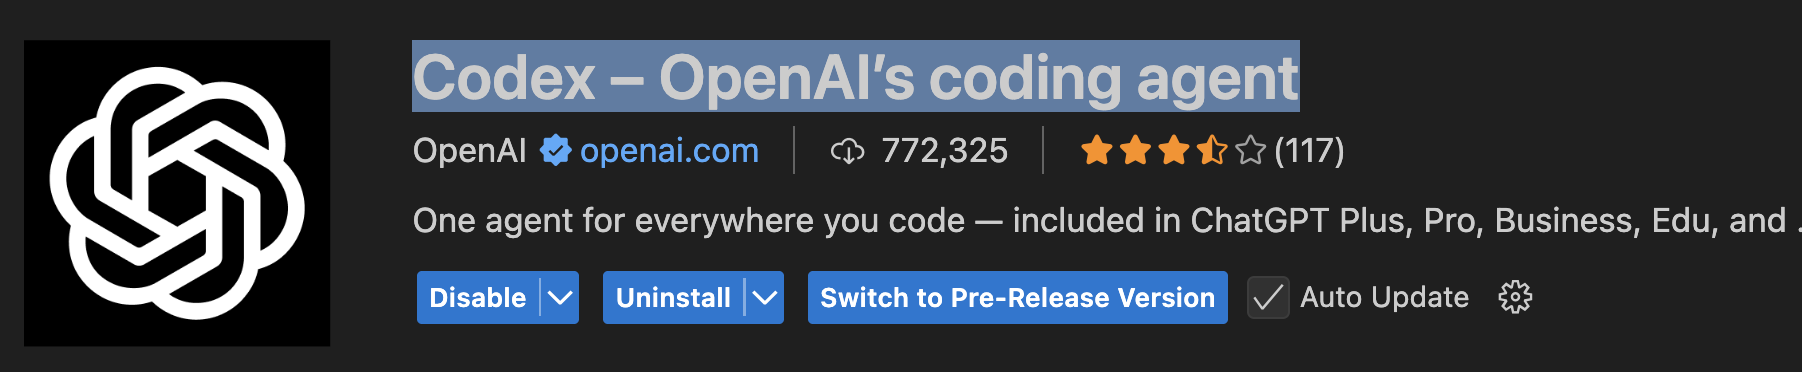 Codex – OpenAI’s coding agent
OpenAI openai.com 772,325 (117)
One agent for everywhere you code — included in ChatGPT Plus, Pro, Business, Edu, and .
Disable Uninstall Switch to Pre-Release Version Auto Update